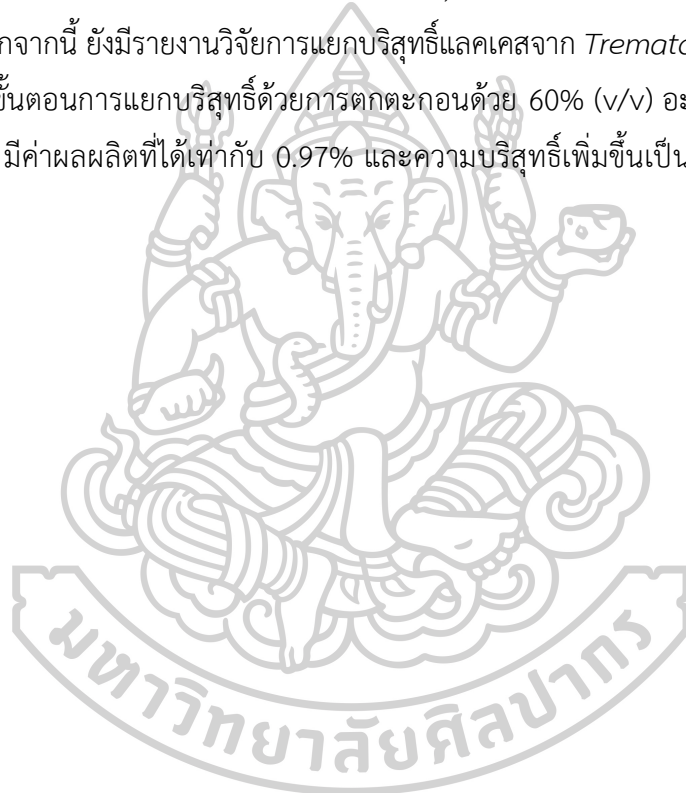 กจากนี้ ยังมีรายงานวิจัยการแยกบริสุทธิ์แลคเคสจาก Tremato
ขั้นตอนการแยกบริสุทธิ์ด้วยการตกตะกอนด้วย 60% (v/v) อะ
มีค่าผลผลิตที่ได้เท่ากับ 0.97% และความบริสุทธิ์เพิ่มขึ้นเป็น
มหาวิทยาลัยศิลปากร